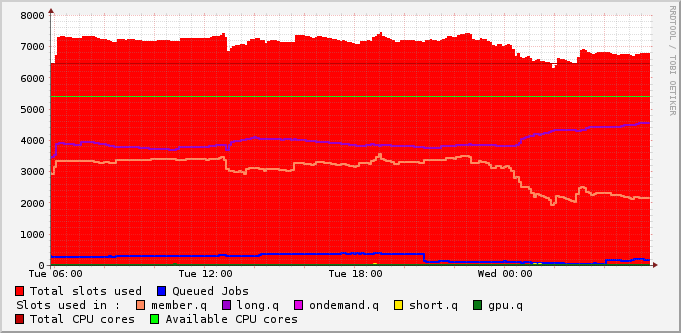 8000
7000
6000
5000
4000
3000
2000
1000
0
Tue 06:00 Tue 12:00 Tue 18:00 Wed 00:00
Total slots used Queued Jobs
Slots used in : member.q long.q ondemand.q short.q gpu.q
Total CPU cores Available CPU cores
RRDTOOL / TOBI OETIKER